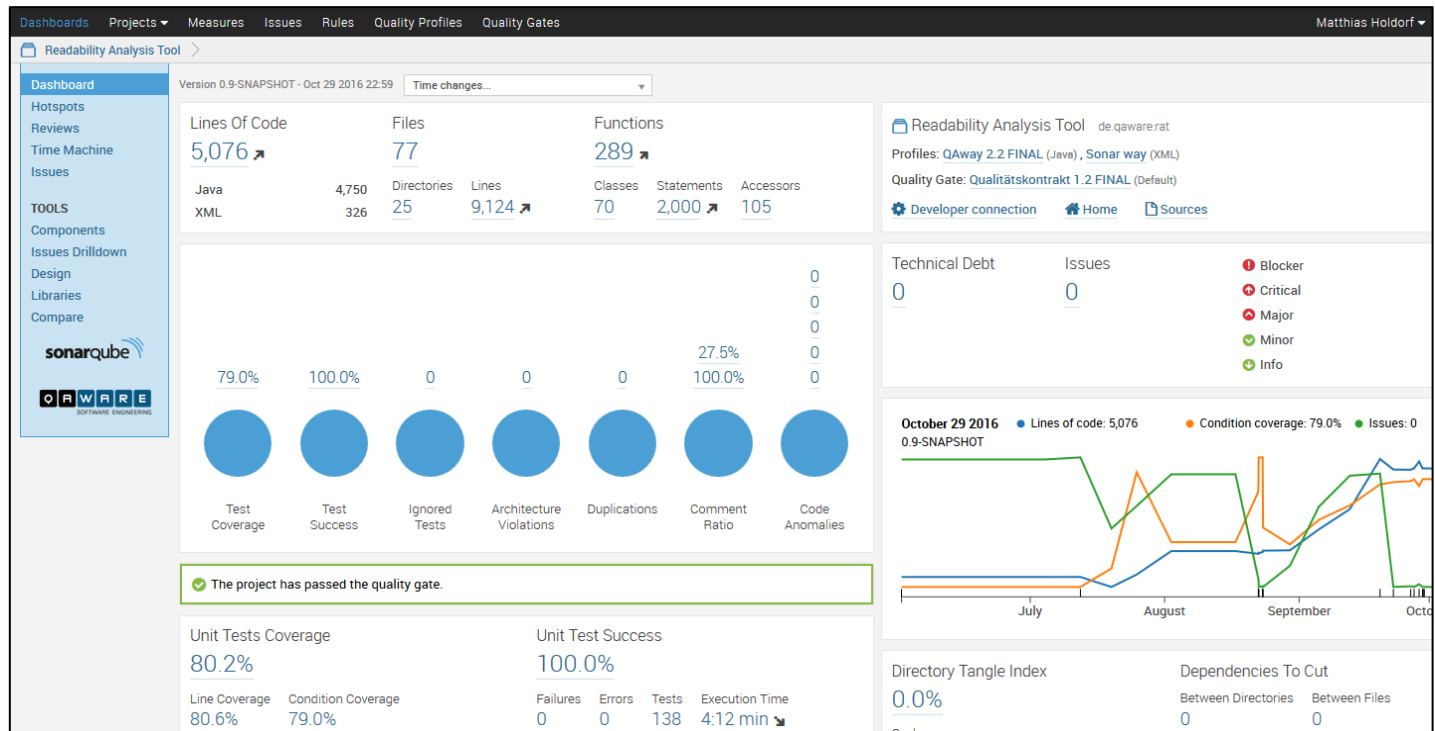 Dashboards Projects Measures Issues Rules Quality Profiles Quality Gates Matthias Holdorf
Readability Analysis Tool
Dashboard
Hotspots
Reviews
Time Machine
Issues
TOOLS
Components
Issues Drilldown
Design
Libraries
Compare
sonarqube
QAWARE
SOFTWARE ENGINEERING
Version 0.9-SNAPSHOT - Oct 29 2016 22:59 Time changes...
Lines Of Code Files Functions
5,076 77 289
Java 4,750 Directories Lines Classes Statements Accessors
XML 326 25 9,124 70 2,000 105
0
0
0
27.5% 0
79.0% 100.0% 0 0 0 100.0% 0
Test Test Ignored Architecture Duplications Comment Code
Coverage Success Tests Violations Ratio Anomalies
The project has passed the quality gate.
Unit Tests Coverage Unit Test Success
80.2% 100.0%
Line Coverage Condition Coverage Failures Errors Tests Execution Time
80.6% 79.0% 0 0 138 4:12 min
Readability Analysis Tool de.qaware:rat
Profiles: QAway 2.2 FINAL (Java) , Sonar way (XML)
Quality Gate: Qualitätskontrakt 1.2 FINAL (Default)
Developer connection Home Sources
Technical Debt Issues
0 0
Blocker
Critical
Major
Minor
Info
October 29 2016 Lines of code: 5,076 Condition coverage: 79.0% Issues: 0
0.9-SNAPSHOT
July August September Octo
Directory Tangle Index Dependencies To Cut
0.0% Between Directories Between Files
0 0